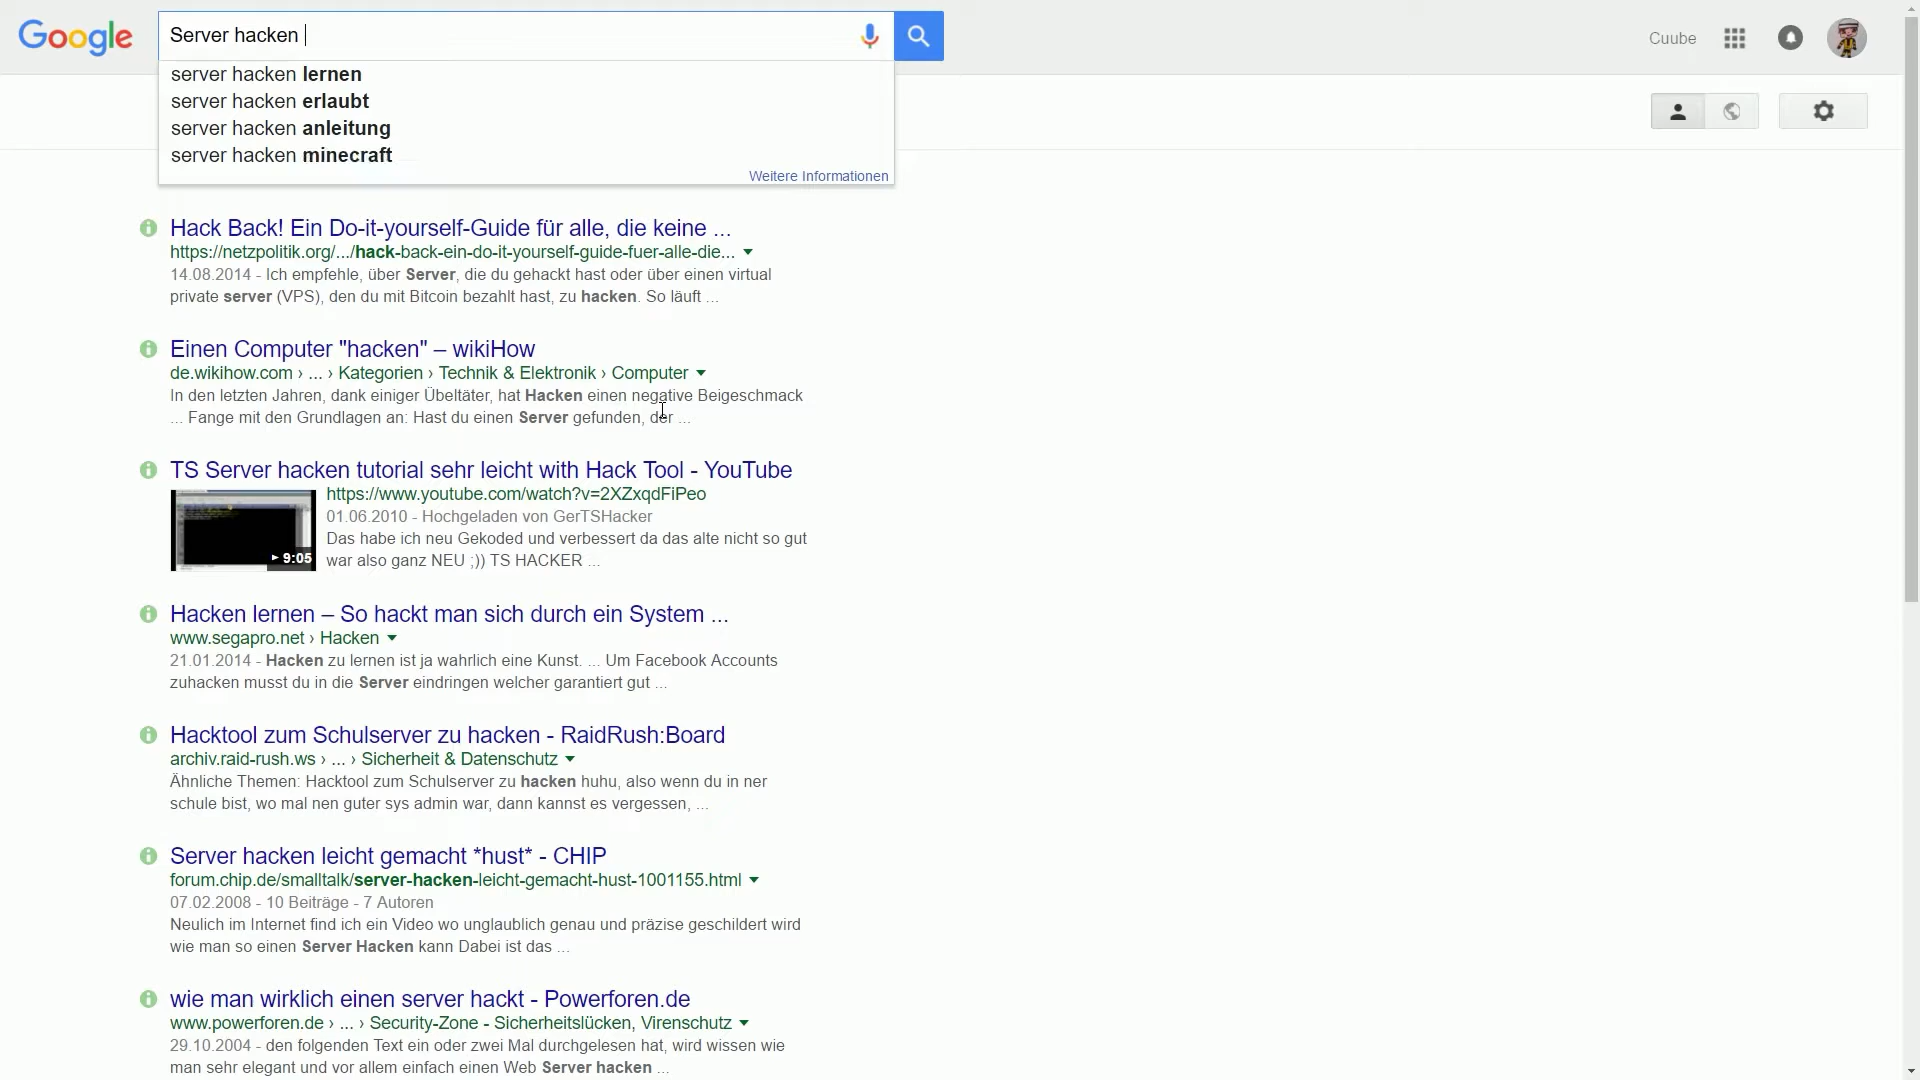 Google
Server hacken
Cuube
server hacken lernen
server hacken erlaubt
server hacken anleitung
server hacken minecraft
Weitere Informationen
Hack Back! Ein Do-it-yourself-Guide für alle, die keine ...
https://netzpolitik.org/.../hack-back-ein-do-it-yourself-guide-fuer-alle-die...
14.08.2014 - Ich empfehle, über Server, die du gehackt hast oder über einen virtual
private server (VPS), den du mit Bitcoin bezahlt hast, zu hacken. So läuft ...
Einen Computer "hacken" – wikiHow
de.wikihow.com › ... › Kategorien › Technik & Elektronik › Computer
In den letzten Jahren, dank einiger Übeltäter, hat Hacken einen negative Beigeschmack
... Fange mit den Grundlagen an: Hast du einen Server gefunden, der ...
TS Server hacken tutorial sehr leicht with Hack Tool - YouTube
https://www.youtube.com/watch?v=2XZxqdFiPeo
01.06.2010 - Hochgeladen von GerTSHacker
Das habe ich neu Gekoded und verbessert da das alte nicht so gut
war also ganz NEU ;)) TS HACKER ...
9:05
Hacken lernen – So hackt man sich durch ein System ...
www.segapro.net › Hacken
21.01.2014 - Hacken zu lernen ist ja wahrlich eine Kunst. ... Um Facebook Accounts
zuhacken musst du in die Server eindringen welcher garantiert gut ...
Hacktool zum Schulserver zu hacken - RaidRush:Board
archiv.raid-rush.ws › ... › Sicherheit & Datenschutz
Ähnliche Themen: Hacktool zum Schulserver zu hacken huhu, also wenn du in ner
schule bist, wo mal nen guter sys admin war, dann kannst es vergessen, ...
Server hacken leicht gemacht *hust* - CHIP
forum.chip.de/smalltalk/server-hacken-leicht-gemacht-hust-1001155.html
07.02.2008 - 10 Beiträge - 7 Autoren
Neulich im Internet find ich ein Video wo unglaublich genau und präzise geschildert wird
wie man so einen Server Hacken kann Dabei ist das ...
wie man wirklich einen server hackt - Powerforen.de
www.powerforen.de › ... › Security-Zone - Sicherheitslücken, Virenschutz
29.10.2004 - den folgenden Text ein oder zwei Mal durchgelesen hat, wird wissen wie
man sehr elegant und vor allem einfach einen Web Server hacken ...